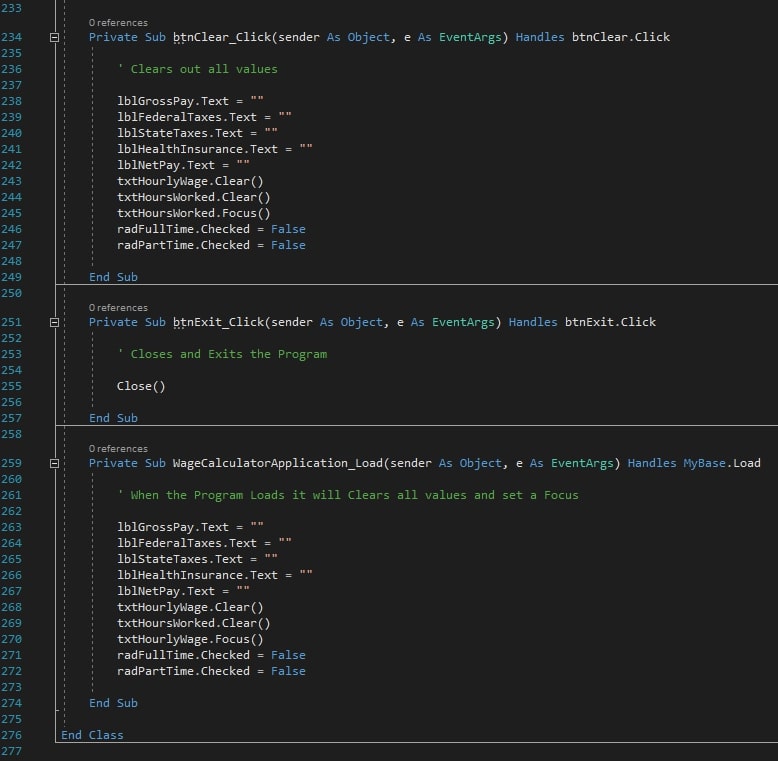 233
0 references
234 Private Sub btnClear_Click(sender As Object, e As EventArgs) Handles btnClear.Click
235
236 ' Clears out all values
237
238 lblGrossPay.Text = ""
239 lblFederalTaxes.Text = ""
240 lblStateTaxes.Text = ""
241 lblHealthInsurance.Text = ""
242 lblNetPay.Text = ""
243 txtHourlyWage.Clear()
244 txtHoursWorked.Clear()
245 txtHoursWorked.Focus()
246 radFullTime.Checked = False
247 radPartTime.Checked = False
248
249 End Sub
250
0 references
251 Private Sub btnExit_Click(sender As Object, e As EventArgs) Handles btnExit.Click
252
253 ' Closes and Exits the Program
254
255 Close()
256
257 End Sub
258
0 references
259 Private Sub WageCalculatorApplication_Load(sender As Object, e As EventArgs) Handles MyBase.Load
260
261 ' When the Program Loads it will Clears all values and set a Focus
262
263 lblGrossPay.Text = ""
264 lblFederalTaxes.Text = ""
265 lblStateTaxes.Text = ""
266 lblHealthInsurance.Text = ""
267 lblNetPay.Text = ""
268 txtHourlyWage.Clear()
269 txtHoursWorked.Clear()
270 txtHourlyWage.Focus()
271 radFullTime.Checked = False
272 radPartTime.Checked = False
273
274 End Sub
275
276 End Class
277